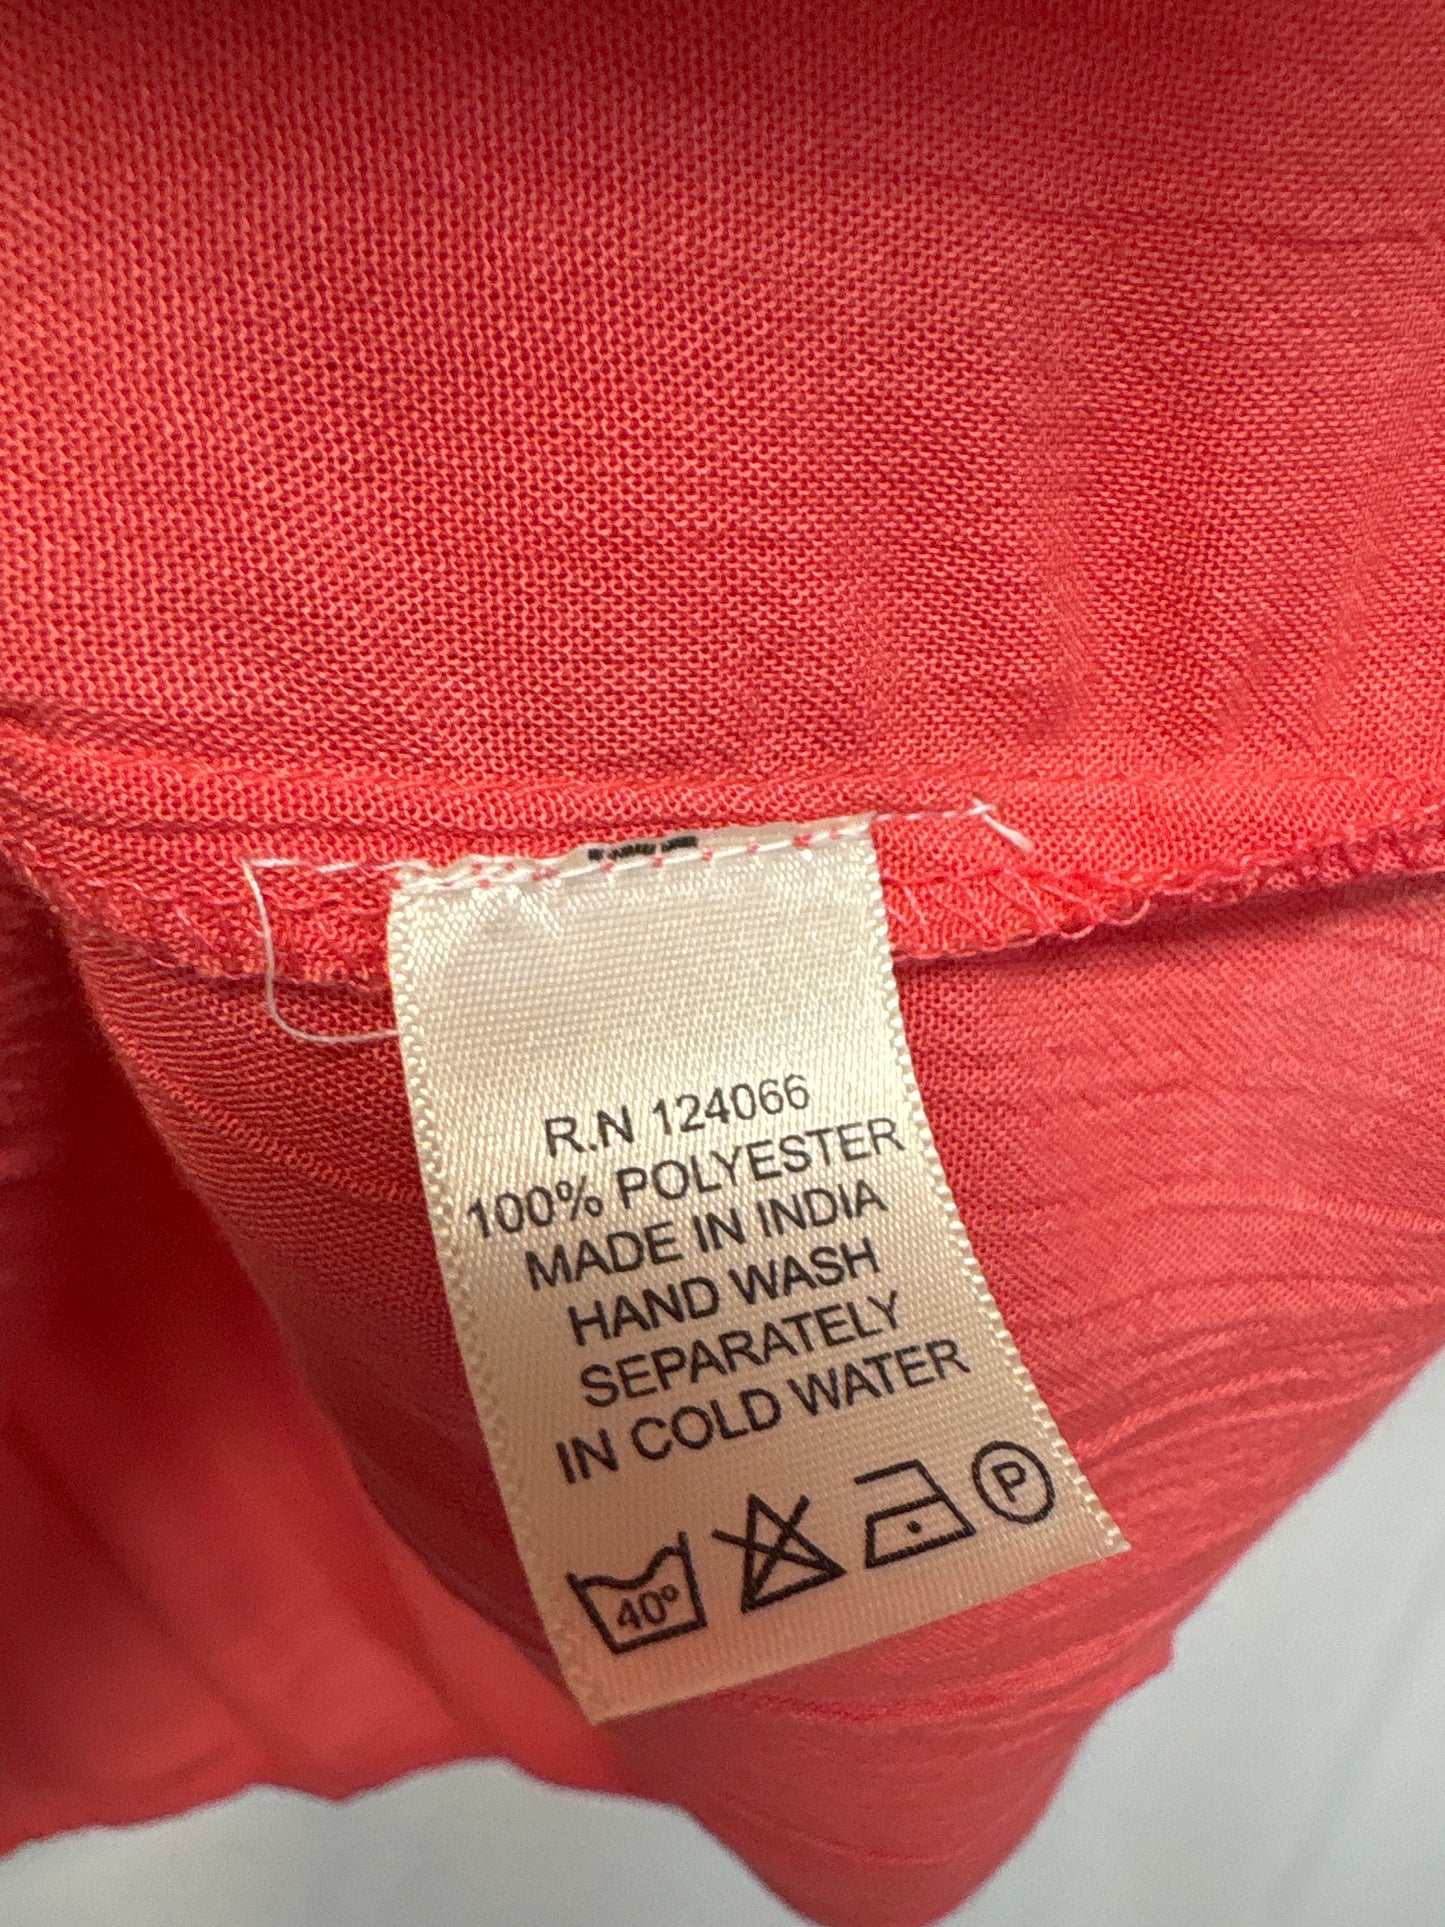 R.N 124066
100% POLYESTER
MADE IN INDIA
HAND WASH
SEPARATELY
IN COLD WATER
40° P